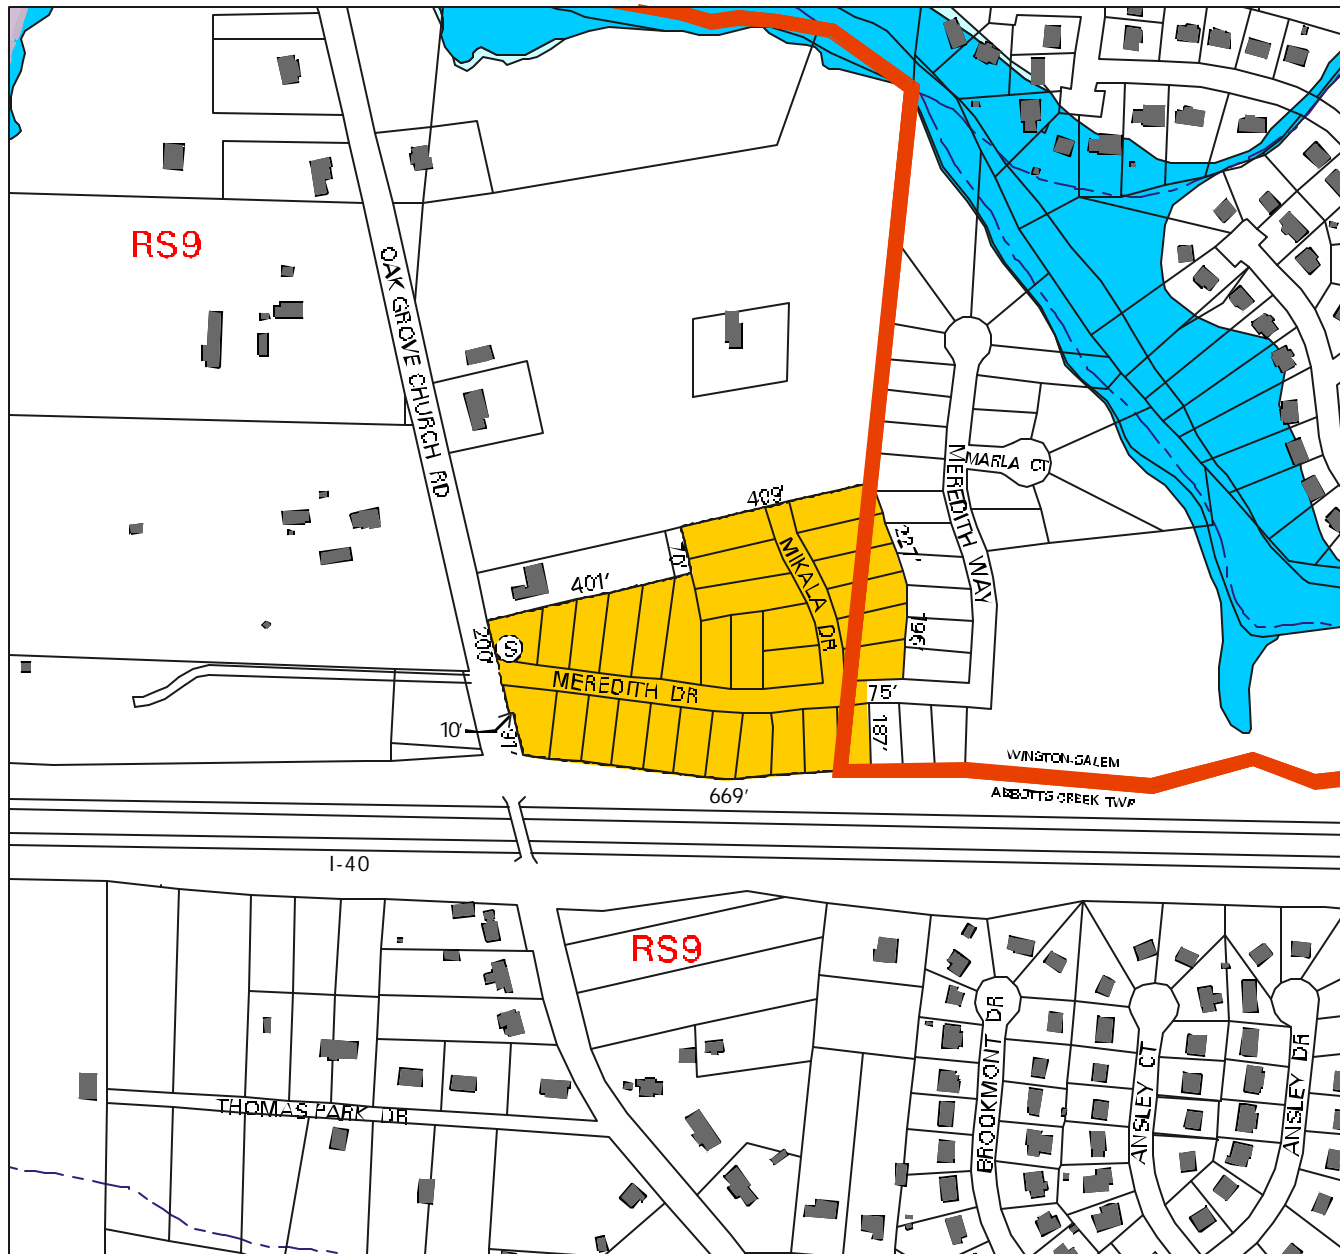 RS9
OAK GROVE CHURCH RD
MARLA CT
MEREDITH WAY
409'
227'
70'
MIKALA DR
401'
196'
200'
S
MEREDITH DR
75'
10'
187'
191'
WINSTON-SALEM
669'
ABBOTTS CREEK TWP
I-40
RS9
BROOKMONT DR
ANSLEY CT
ANSLEY DR
THOMAS PARK DR